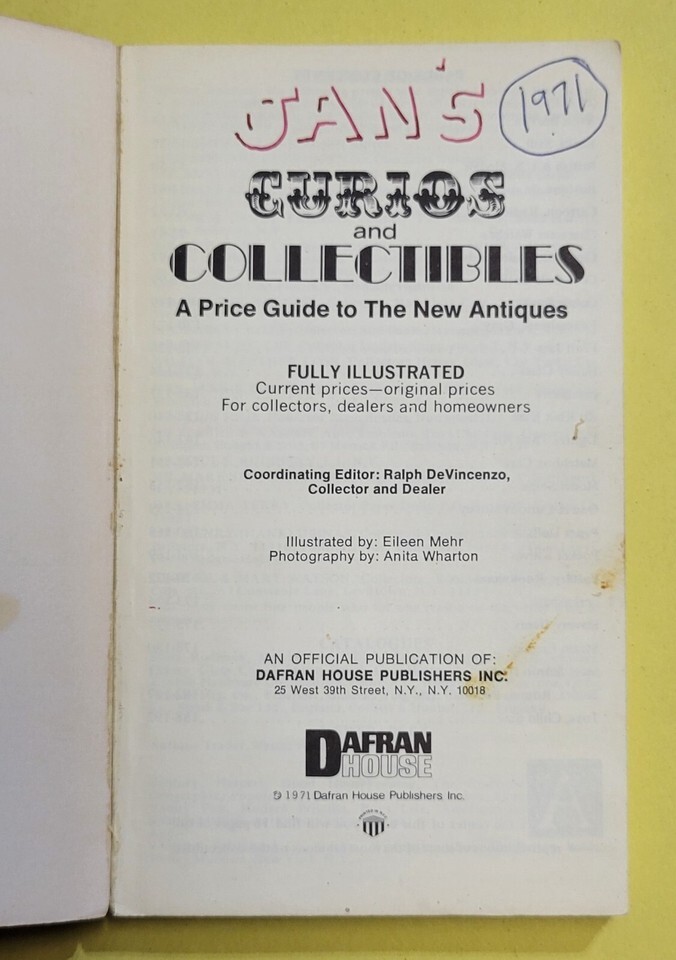 JAN'S
1971
CURIOS
and
COLLECTIBLES
A Price Guide to The New Antiques
FULLY ILLUSTRATED
Current prices—original prices
For collectors, dealers and homeowners
Coordinating Editor: Ralph DeVincenzo,
Collector and Dealer
Illustrated by: Eileen Mehr
Photography by: Anita Wharton
AN OFFICIAL PUBLICATION OF:
DAFRAN HOUSE PUBLISHERS INC.
25 West 39th Street, N.Y., N.Y. 10018
DAFRAN
HOUSE
© 1971 Dafran House Publishers Inc.